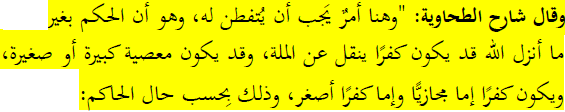 وقال شارح الطحاوية: "وهنا أمرٌ يَجب أن يُتفطن له، وهو أن الحكم بغير
ما أنزل الله قد يكون كفرًا ينقل عن الملة، وقد يكون معصية كبيرة أو صغيرة،
ويكون كفرًا إما مجازيًّا وإما كفرًا أصغر، وذلك بِحسب حال الحاكم: